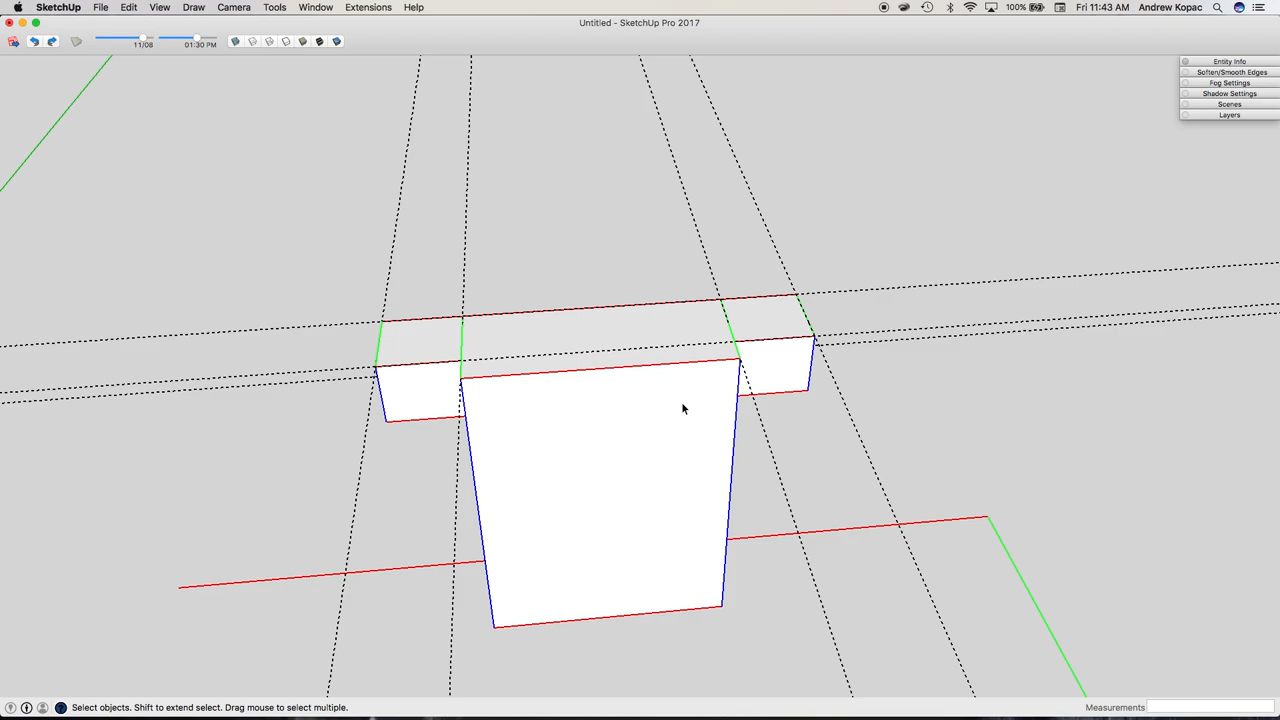 SketchUp File Edit View Draw Camera Tools Window Extensions Help 100% Fri 11:43 AM Andrew Kopac
Untitled - SketchUp Pro 2017
11/08 01:30 PM
Entity Info
Soften/Smooth Edges
Fog Settings
Shadow Settings
Scenes
Layers
Select objects. Shift to extend select. Drag mouse to select multiple. Measurements